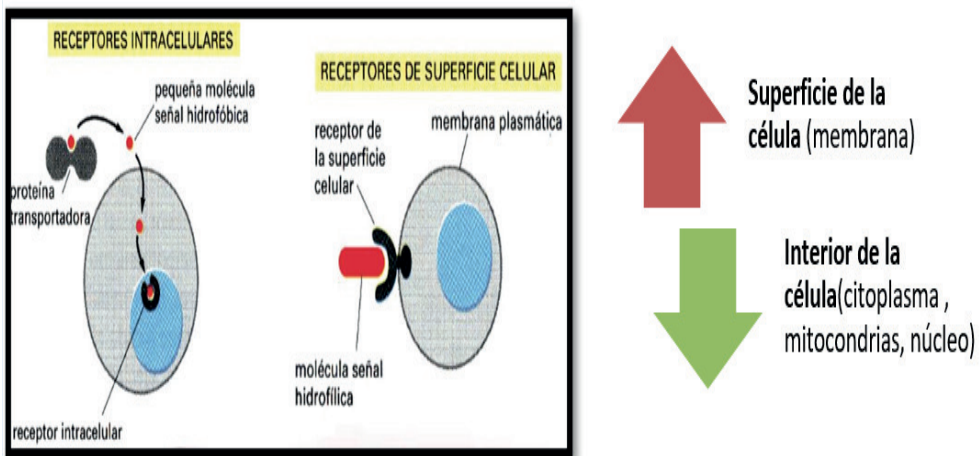 RECEPTORES INTRACELULARES
pequeña molécula
señal hidrofóbica
proteína
transportadora
receptor intracelular
RECEPTORES DE SUPERFICIE CELULAR
receptor de
la superficie
celular
membrana plasmática
molécula señal
hidrofílica
Superficie de la
célula (membrana)
Interior de la
célula(citoplasma ,
mitocondrias, núcleo)